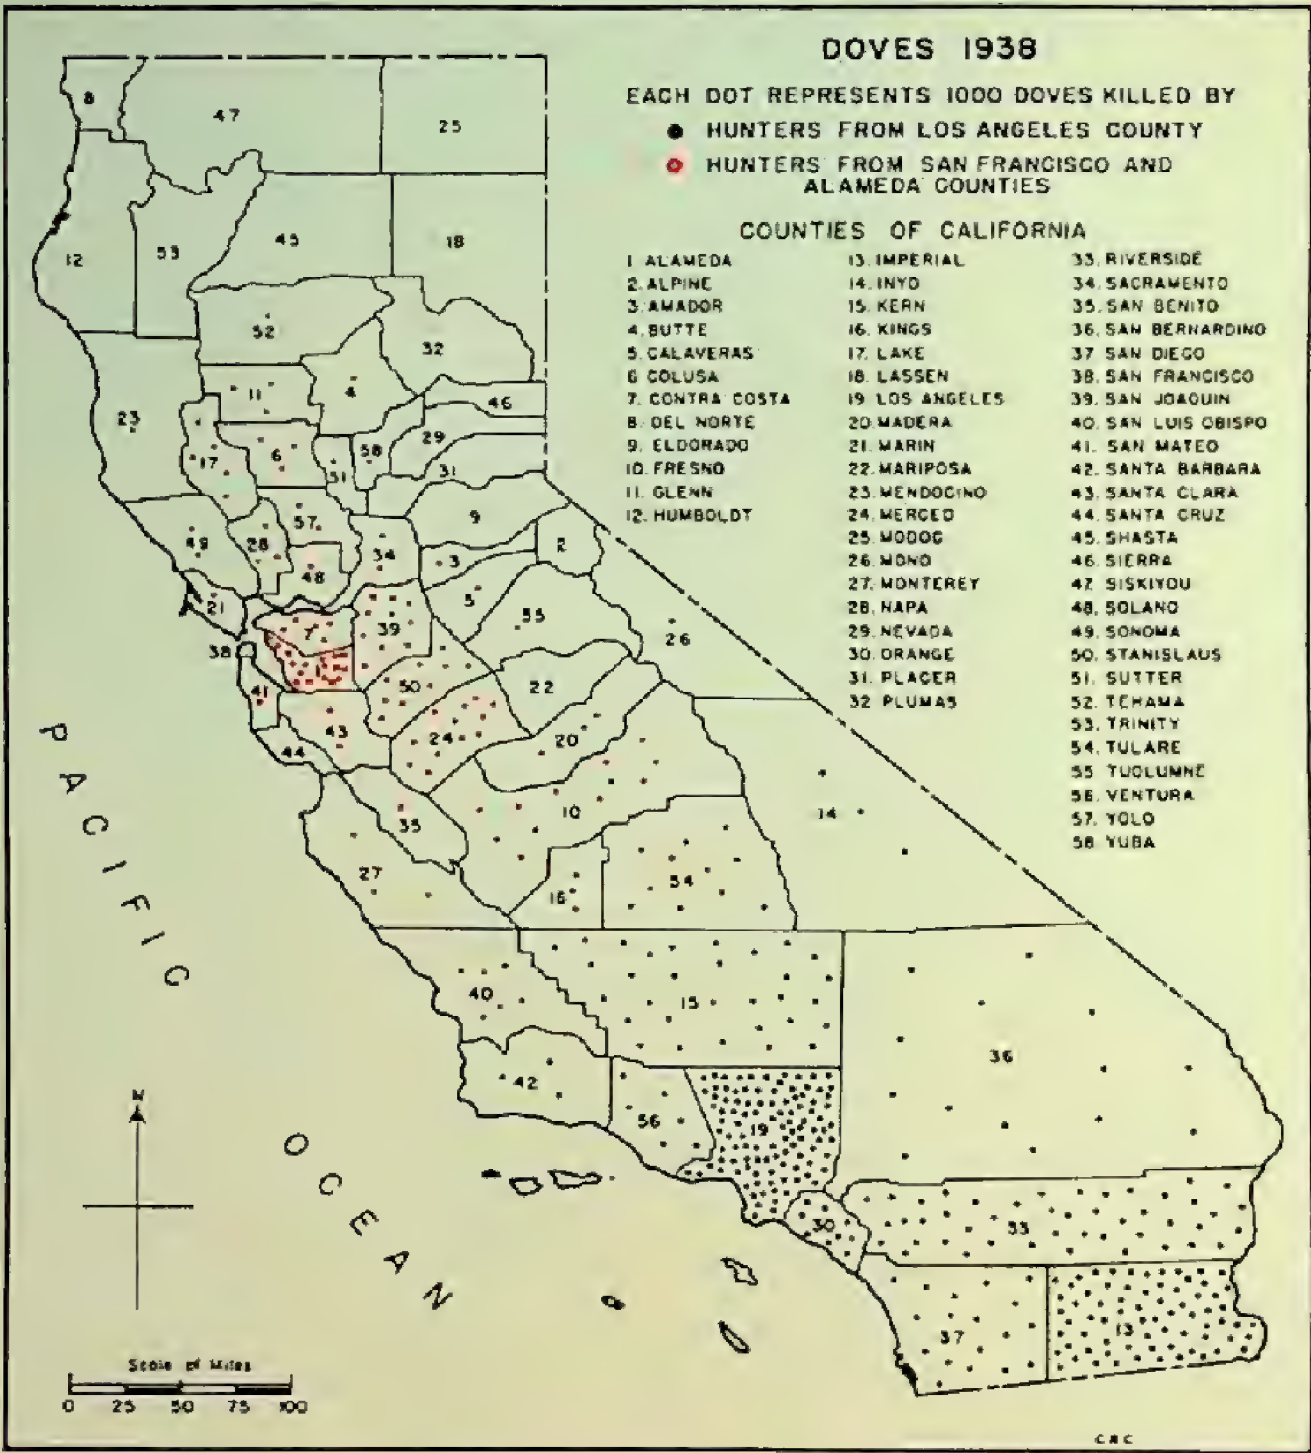 DOVES 1938
EACH DOT REPRESENTS 1000 DOVES KILLED BY
HUNTERS FROM LOS ANGELES COUNTY
HUNTERS FROM SAN FRANCISCO AND
ALAMEDA COUNTIES
COUNTIES OF CALIFORNIA
1 ALAMEDA
2. ALPINE
3. AMADOR
4. BUTTE
5. CALAVERAS
6 COLUSA
7. CONTRA COSTA
8. DEL NORTE
9. ELDORADO
10. FRESNO
11. GLENN
12. HUMBOLDT
13. IMPERIAL
14. INYO
15. KERN
16. KINGS
17. LAKE
18. LASSEN
19 LOS ANGELES
20. MADERA
21. MARIN
22. MARIPOSA
23. MENDOCINO
24. MERCED
25. MODOC
26. MONO
27. MONTEREY
28. NAPA
29. NEVADA
30. ORANGE
31. PLACER
32 PLUMAS
33. RIVERSIDE
34. SACRAMENTO
35. SAN BENITO
36. SAN BERNARDINO
37 SAN DIEGO
38. SAN FRANCISCO
39. SAN JOAQUIN
40. SAN LUIS OBISPO
41. SAN MATEO
42. SANTA BARBARA
43. SANTA CLARA
44. SANTA CRUZ
45. SHASTA
46. SIERRA
47 SISKIYOU
48. SOLANO
49. SONOMA
50. STANISLAUS
51. SUTTER
52. TEHAMA
53. TRINITY
54. TULARE
55 TUOLUMNE
56. VENTURA
57. YOLO
58 YUBA
8
47
25
12
53
45
18
52
32
11
4
46
23
17
6
51
58
29
31
49
28
57
34
9
3
2
48
21
7
39
5
55
26
38
1
41
50
22
43
24
20
44
35
10
14
27
16
54
40
15
36
42
56
19
30
33
37
13
PACIFIC
OCEAN
N
Scale of Miles
0 25 50 75 100
CRC